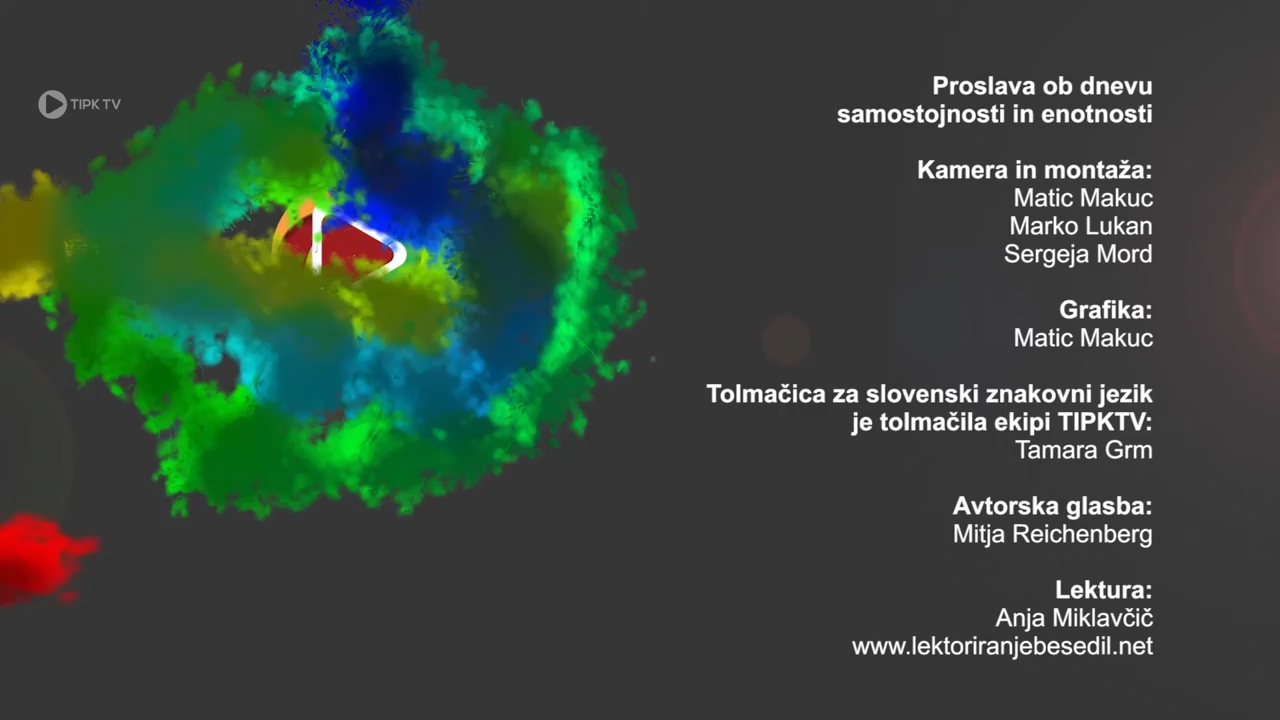 TIPK TV
Proslava ob dnevu
samostojnosti in enotnosti
Kamera in montaža:
Matic Makuc
Marko Lukan
Sergeja Mord
Grafika:
Matic Makuc
Tolmačica za slovenski znakovni jezik
je tolmačila ekipi TIPKTV:
Tamara Grm
Avtorska glasba:
Mitja Reichenberg
Lektura:
Anja Miklavčič
www.lektoriranjebesedil.net